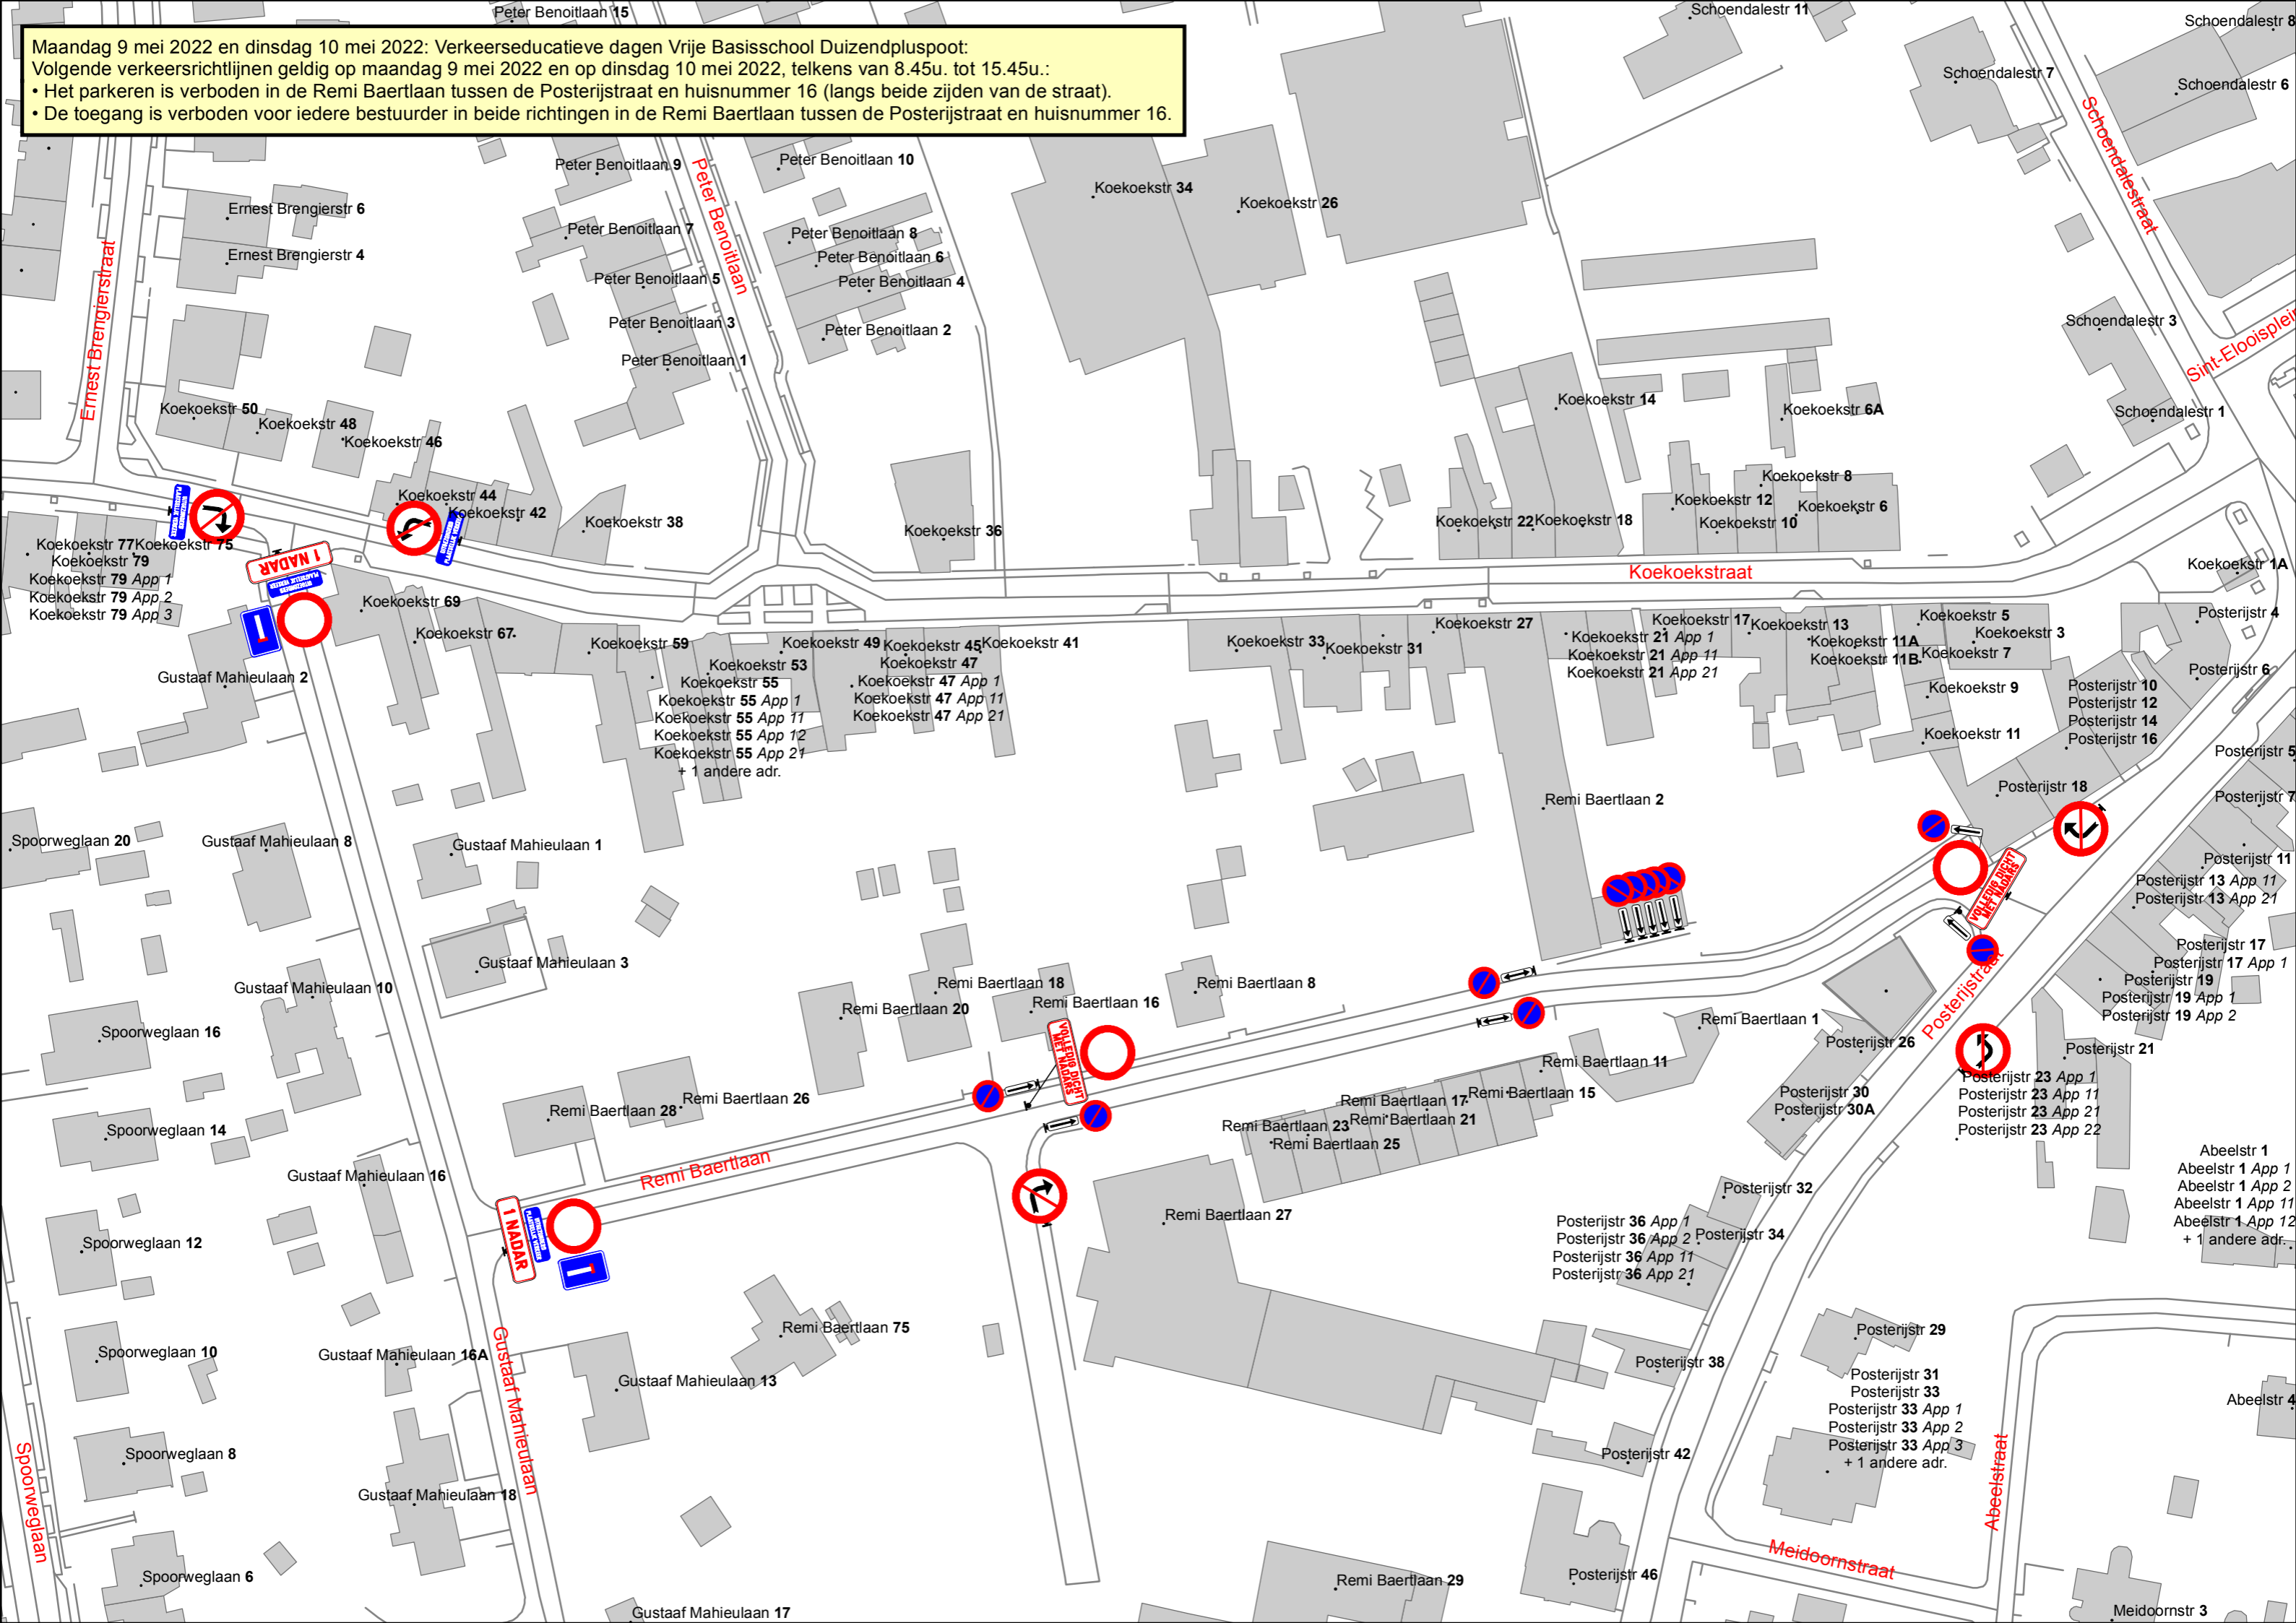 Maandag 9 mei 2022 en dinsdag 10 mei 2022: Verkeerseducatieve dagen Vrije Basisschool Duizendpluspoot:
Volgende verkeersrichtlijnen geldig op maandag 9 mei 2022 en op dinsdag 10 mei 2022, telkens van 8.45u. tot 15.45u.:
• Het parkeren is verboden in de Remi Baertlaan tussen de Posterijstraat en huisnummer 16 (langs beide zijden van de straat).
• De toegang is verboden voor iedere bestuurder in beide richtingen in de Remi Baertlaan tussen de Posterijstraat en huisnummer 16.
Peter Benoitlaan 15
Schoendalestr 11
Schoendalestr 8
Schoendalestr 7
Schoendalestr 6
Schoendalestraat
Peter Benoitlaan 9
Peter Benoitlaan 10
Peter Benoitlaan
Koekoekstr 34
Koekoekstr 26
Ernest Brengierstr 6
Ernest Brengierstr 4
Ernest Brengierstraat
Peter Benoitlaan 7
Peter Benoitlaan 8
Peter Benoitlaan 6
Peter Benoitlaan 5
Peter Benoitlaan 4
Peter Benoitlaan 3
Peter Benoitlaan 2
Peter Benoitlaan 1
Schoendalestr 3
Sint-Elooisplein
Schoendalestr 1
Koekoekstr 50
Koekoekstr 48
Koekoekstr 46
Koekoekstr 14
Koekoekstr 6A
Koekoekstr 44
Koekoekstr 42
Koekoekstr 38
Koekoekstr 36
Koekoekstr 22
Koekoekstr 18
Koekoekstr 12
Koekoekstr 10
Koekoekstr 8
Koekoekstr 6
Koekoekstr 77
Koekoekstr 75
Koekoekstr 79
Koekoekstr 79 App 1
Koekoekstr 79 App 2
Koekoekstr 79 App 3
1 NADAR
UITGEZONDERD
PLAATSELIJK VERKEER
Koekoekstraat
Koekoekstr 1A
Koekoekstr 69
Koekoekstr 67
Koekoekstr 59
Koekoekstr 53
Koekoekstr 55
Koekoekstr 55 App 1
Koekoekstr 55 App 11
Koekoekstr 55 App 12
Koekoekstr 55 App 21
+ 1 andere adr.
Koekoekstr 49
Koekoekstr 45
Koekoekstr 41
Koekoekstr 47
Koekoekstr 47 App 1
Koekoekstr 47 App 11
Koekoekstr 47 App 21
Koekoekstr 33
Koekoekstr 31
Koekoekstr 27
Koekoekstr 21 App 1
Koekoekstr 21 App 11
Koekoekstr 21 App 21
Koekoekstr 17
Koekoekstr 13
Koekoekstr 11A
Koekoekstr 11B
Koekoekstr 5
Koekoekstr 3
Koekoekstr 7
Koekoekstr 9
Koekoekstr 11
Posterijstr 4
Posterijstr 6
Posterijstr 10
Posterijstr 12
Posterijstr 14
Posterijstr 16
Posterijstr 18
Posterijstr 5
Posterijstr 7
Posterijstr 11
Posterijstr 13 App 11
Posterijstr 13 App 21
Posterijstr 17
Posterijstr 17 App 1
Posterijstr 19
Posterijstr 19 App 1
Posterijstr 19 App 2
Gustaaf Mahieulaan 2
Spoorweglaan 20
Gustaaf Mahieulaan 8
Gustaaf Mahieulaan 1
Remi Baertlaan 2
VOLLEDIG DICHT
MET NADARS
Posterijstraat
Gustaaf Mahieulaan 3
Gustaaf Mahieulaan 10
Remi Baertlaan 18
Remi Baertlaan 20
Remi Baertlaan 16
Remi Baertlaan 8
VOLLEDIG DICHT
MET NADARS
Remi Baertlaan 1
Posterijstr 26
Posterijstr 21
Posterijstr 23 App 1
Posterijstr 23 App 11
Posterijstr 23 App 21
Posterijstr 23 App 22
Spoorweglaan 16
Spoorweglaan 14
Remi Baertlaan 28
Remi Baertlaan 26
Remi Baertlaan 11
Remi Baertlaan 15
Remi Baertlaan 17
Remi Baertlaan 21
Remi Baertlaan 23
Remi Baertlaan 25
Posterijstr 30
Posterijstr 30A
Abeelstr 1
Abeelstr 1 App 1
Abeelstr 1 App 2
Abeelstr 1 App 11
Abeelstr 1 App 12
+ 1 andere adr.
Gustaaf Mahieulaan 16
Remi Baertlaan
1 NADAR
UITGEZONDERD
PLAATSELIJK VERKEER
Remi Baertlaan 27
Posterijstr 32
Posterijstr 34
Posterijstr 36 App 1
Posterijstr 36 App 2
Posterijstr 36 App 11
Posterijstr 36 App 21
Spoorweglaan 12
Spoorweglaan 10
Gustaaf Mahieulaan 16A
Gustaaf Mahieulaan
Remi Baertlaan 75
Gustaaf Mahieulaan 13
Posterijstr 38
Posterijstr 29
Posterijstr 31
Posterijstr 33
Posterijstr 33 App 1
Posterijstr 33 App 2
Posterijstr 33 App 3
+ 1 andere adr.
Abeelstr 4
Abeelstraat
Spoorweglaan
Spoorweglaan 8
Posterijstr 42
Gustaaf Mahieulaan 18
Meidoornstraat
Spoorweglaan 6
Remi Baertlaan 29
Posterijstr 46
Gustaaf Mahieulaan 17
Meidoornstr 3